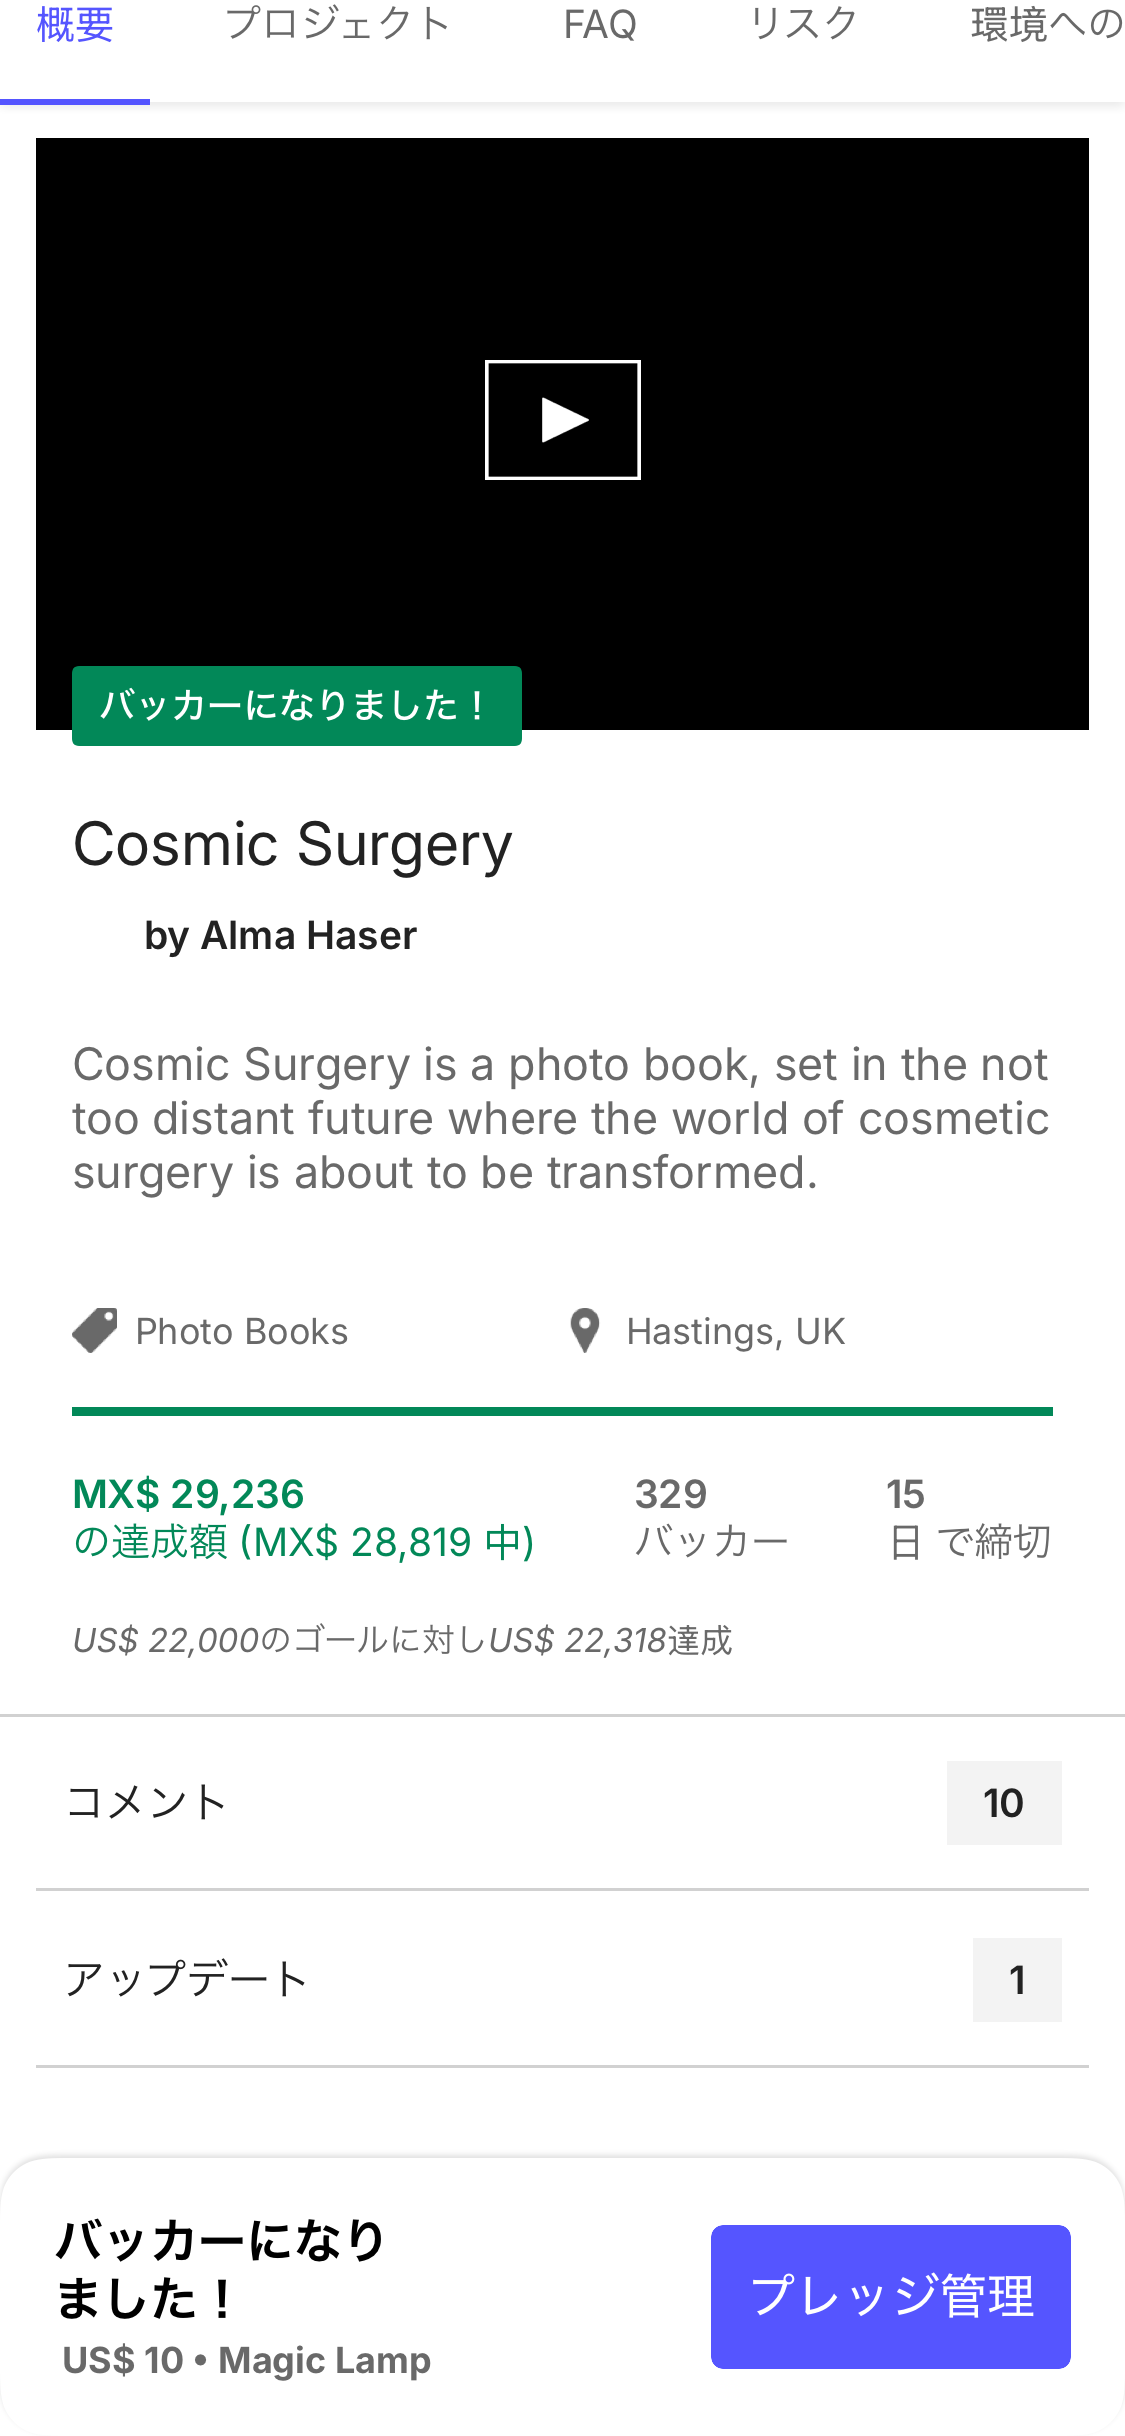 概要 プロジェクト FAQ リスク 環境への
バッカーになりました！
Cosmic Surgery
by Alma Haser
Cosmic Surgery is a photo book, set in the not
too distant future where the world of cosmetic
surgery is about to be transformed.
Photo Books Hastings, UK
MX$ 29,236 329 15
の達成額 (MX$ 28,819 中) バッカー 日 で締切
US$ 22,000のゴールに対しUS$ 22,318達成
コメント 10
アップデート 1
バッカーになり
ました！
US$ 10 • Magic Lamp
プレッジ管理